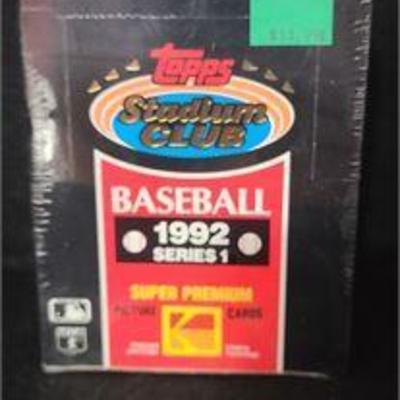 TOPPS
Stadium
CLUB
BASEBALL
1992
SERIES 1
SUPER PREMIUM
PICTURE CARDS